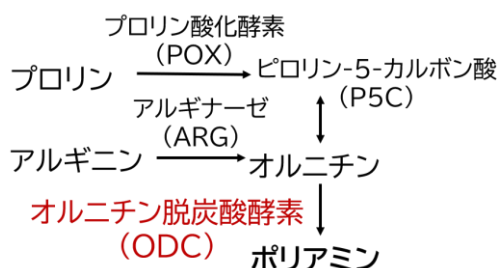 プロリン酸化酵素
(POX)
プロリン
ピロリン-5-カルボン酸
(P5C)
アルギナーゼ
(ARG)
アルギニン
オルニチン
オルニチン脱炭酸酵素
(ODC)
ポリアミン